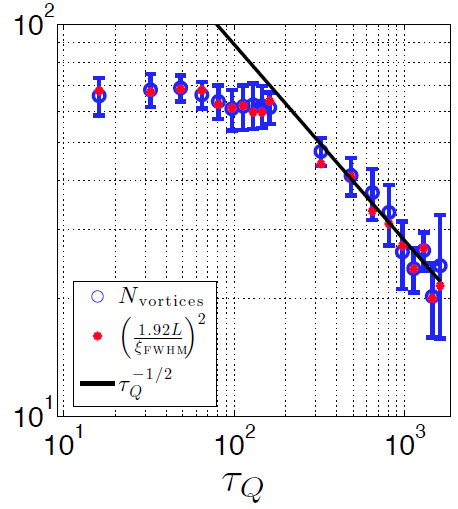 10^2
N_vortices
(1.92L/ξ_FWHM)^2
τ_Q^{-1/2}
10^1
10^1 10^2 10^3
τ_Q